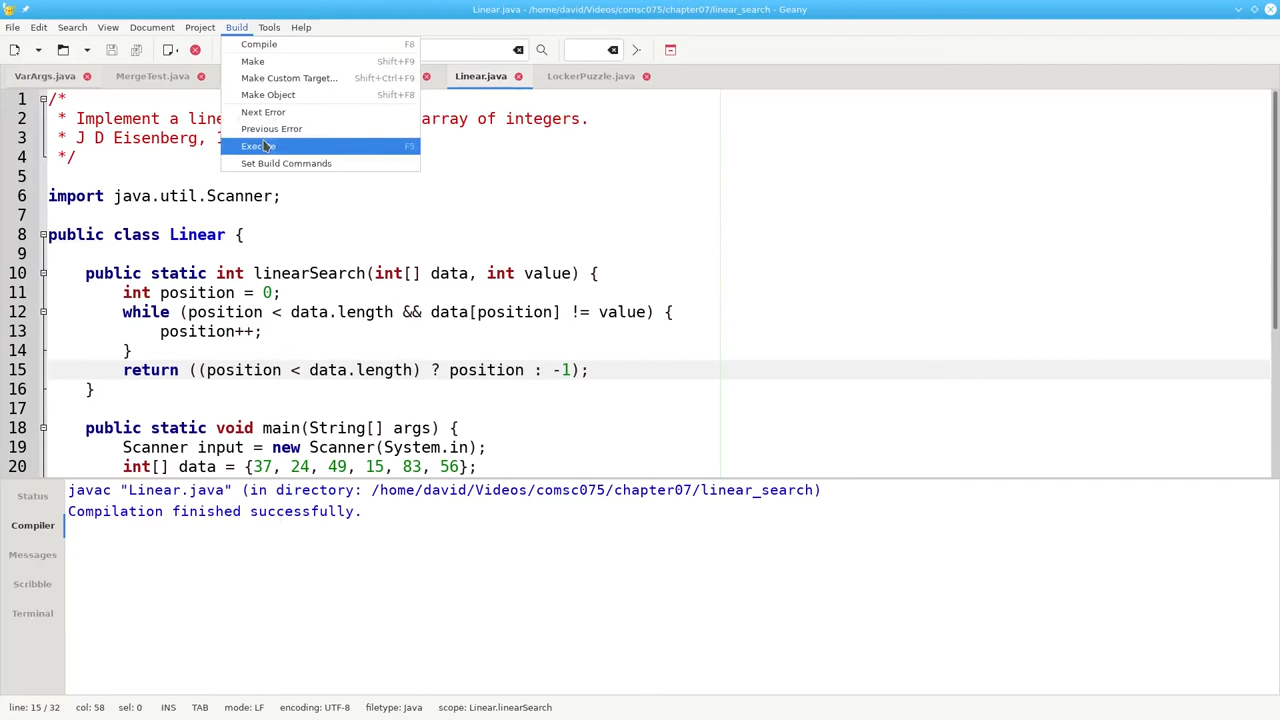 Linear.java - /home/david/Videos/comsc075/chapter07/linear_search - Geany
File Edit Search View Document Project Build Tools Help
Compile F8
Make Shift+F9
Make Custom Target... Shift+Ctrl+F9
Make Object Shift+F8
Next Error
Previous Error
F5
Set Build Commands
VarArgs.java MergeTest.java Linear.java LockerPuzzle.java
1 /*
2 * Implement a array of integers.
3 * J D Eisenberg,
4 */
5
6 import java.util.Scanner;
7
8 public class Linear {
9
10 public static int linearSearch(int[] data, int value) {
11 int position = 0;
12 while (position < data.length && data[position] != value) {
13 position++;
14 }
15 return ((position < data.length) ? position : -1);
16 }
17
18 public static void main(String[] args) {
19 Scanner input = new Scanner(System.in);
20 int[] data = {37, 24, 49, 15, 83, 56};
Status
Compiler
Messages
Scribble
Terminal
javac "Linear.java" (in directory: /home/david/Videos/comsc075/chapter07/linear_search)
Compilation finished successfully.
line: 15 / 32 col: 58 sel: 0 INS TAB mode: LF encoding: UTF-8 filetype: Java scope: Linear.linearSearch